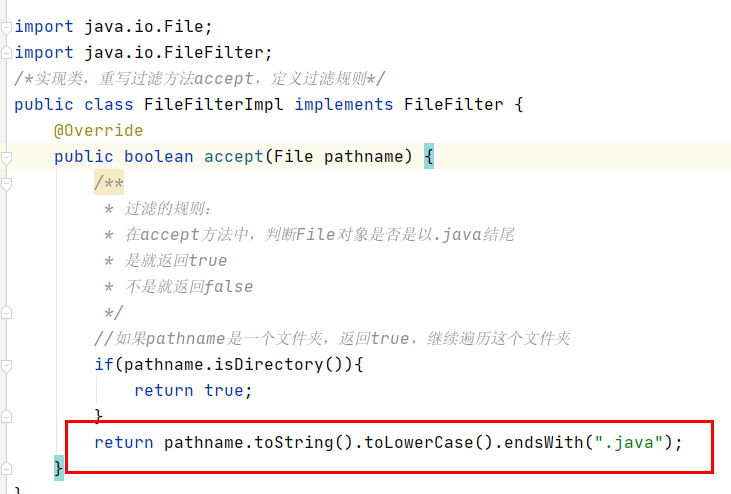 import java.io.File;
import java.io.FileFilter;
/*实现类，重写过滤方法accept，定义过滤规则*/
public class FileFilterImpl implements FileFilter {
    @Override
    public boolean accept(File pathname) {
        /**
         * 过滤的规则：
         * 在accept方法中，判断File对象是否是以.java结尾
         * 是就返回true
         * 不是就返回false
         */
        //如果pathname是一个文件夹，返回true，继续遍历这个文件夹
        if(pathname.isDirectory()){
            return true;
        }
        return pathname.toString().toLowerCase().endsWith(".java");
    }
}